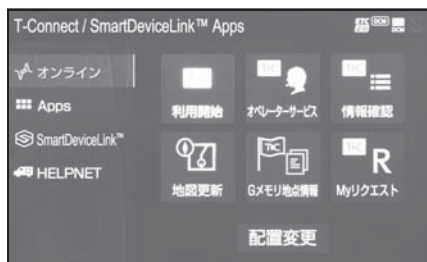 T-Connect / SmartDeviceLink™ Apps
オンライン
Apps
SmartDeviceLink™
HELPNET
利用開始
オペレーターサービス
情報確認
地図更新
Gメモリ地点情報
Myリクエスト
配置変更